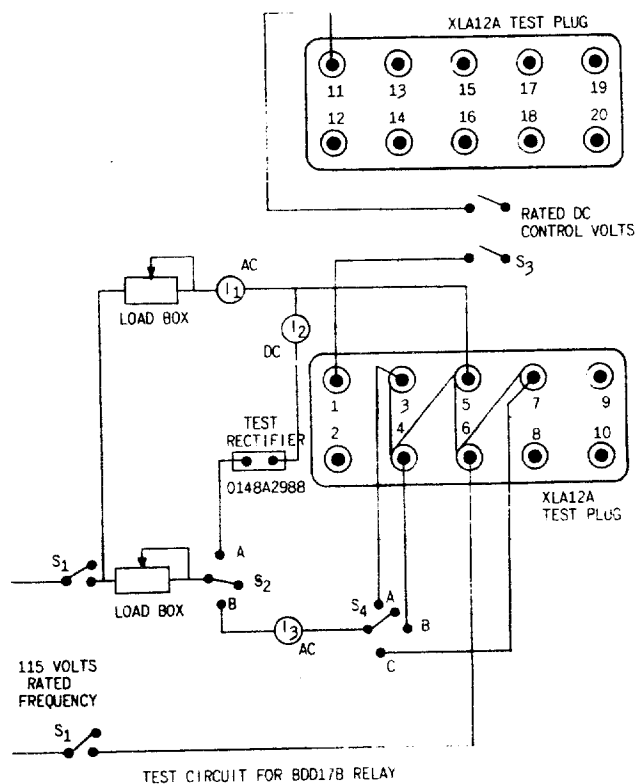 XLA12A TEST PLUG
11 13 15 17 19
12 14 16 18 20
RATED DC
CONTROL VOLTS
S3
AC
I1
LOAD BOX
I2
DC
1 3 5 7 9
2 4 6 8 10
TEST
RECTIFIER
0148A2988
XLA12A
TEST PLUG
A
S1
S2
LOAD BOX
B
S4
A
B
I3
AC
C
115 VOLTS
RATED
FREQUENCY
S1
TEST CIRCUIT FOR BDD17B RELAY